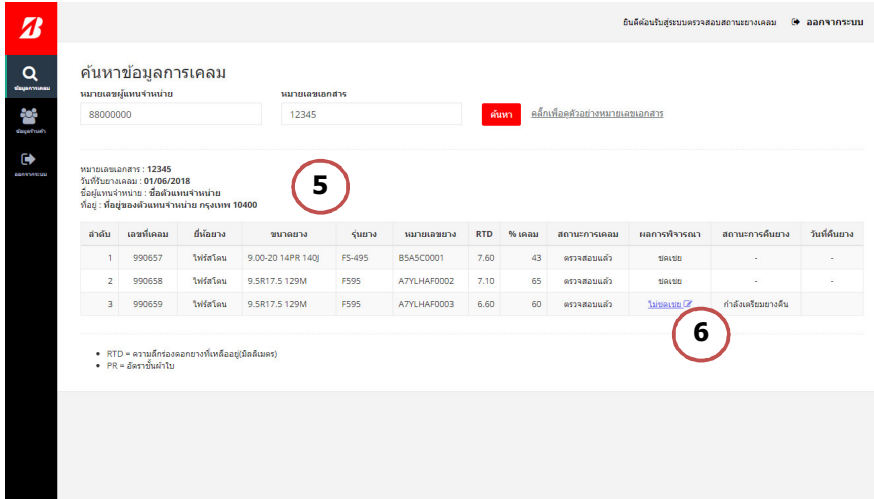 ยินดีต้อนรับสู่ระบบตรวจสอบสถานะยางเคลม ออกจากระบบ
ข้อมูลการเคลม
ข้อมูลร้านค้า
ออกจากระบบ
ค้นหาข้อมูลการเคลม
หมายเลขผู้แทนจำหน่าย หมายเลขเอกสาร
88000000 12345 ค้นหา คลิ๊กเพื่อดูตัวอย่างหมายเลขเอกสาร
หมายเลขเอกสาร : 12345
วันที่รับยางเคลม : 01/06/2018
ชื่อผู้แทนจำหน่าย : ชื่อตัวแทนจำหน่าย
ที่อยู่ : ที่อยู่ของตัวแทนจำหน่าย กรุงเทพ 10400
5
ลำดับ เลขที่เคลม ยี่ห้อยาง ขนาดยาง รุ่นยาง หมายเลขยาง RTD % เคลม สถานะการเคลม ผลการพิจารณา สถานะการคืนยาง วันที่คืนยาง
1 990657 ไฟร์สโตน 9.00-20 14PR 140J FS-495 B5A5C0001 7.60 43 ตรวจสอบแล้ว ชดเชย - -
2 990658 ไฟร์สโตน 9.5R17.5 129M F595 A7YLHAF0002 7.10 65 ตรวจสอบแล้ว ชดเชย - -
3 990659 ไฟร์สโตน 9.5R17.5 129M F595 A7YLHAF0003 6.60 60 ตรวจสอบแล้ว ไม่ชดเชย กำลังเตรียมยางคืน
6
• RTD = ความลึกร่องดอกยางที่เหลืออยู่(มิลลิเมตร)
• PR = อัตราชั้นผ้าใบ